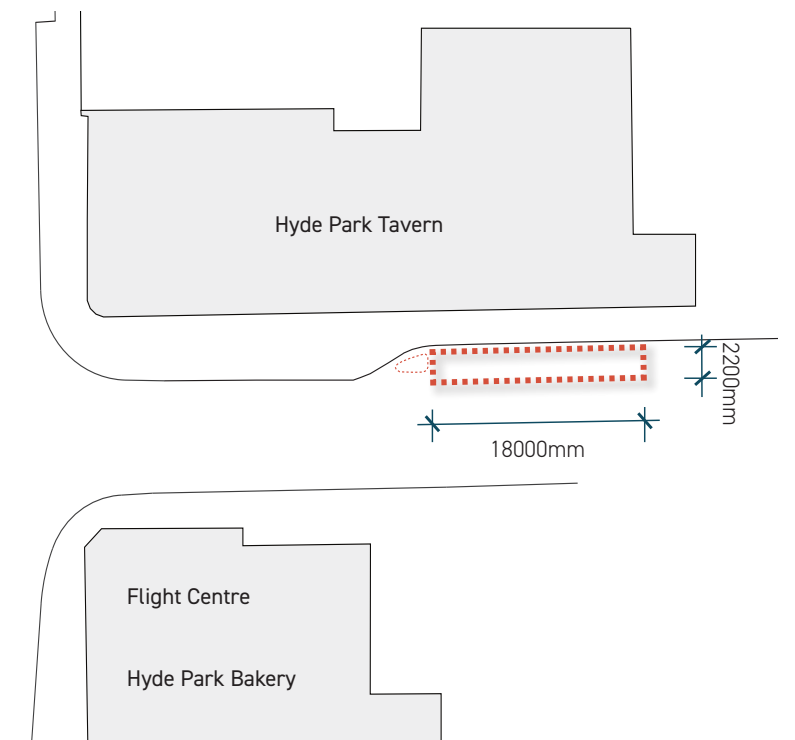 Hyde Park Tavern
2200mm
18000mm
Flight Centre
Hyde Park Bakery